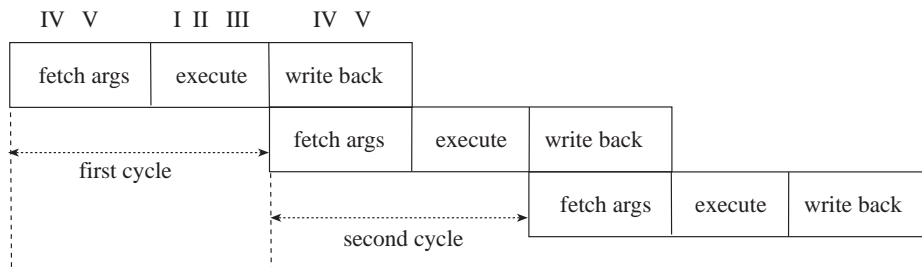 IV V I II III IV V
fetch args execute write back
fetch args execute write back
first cycle
fetch args execute write back
second cycle